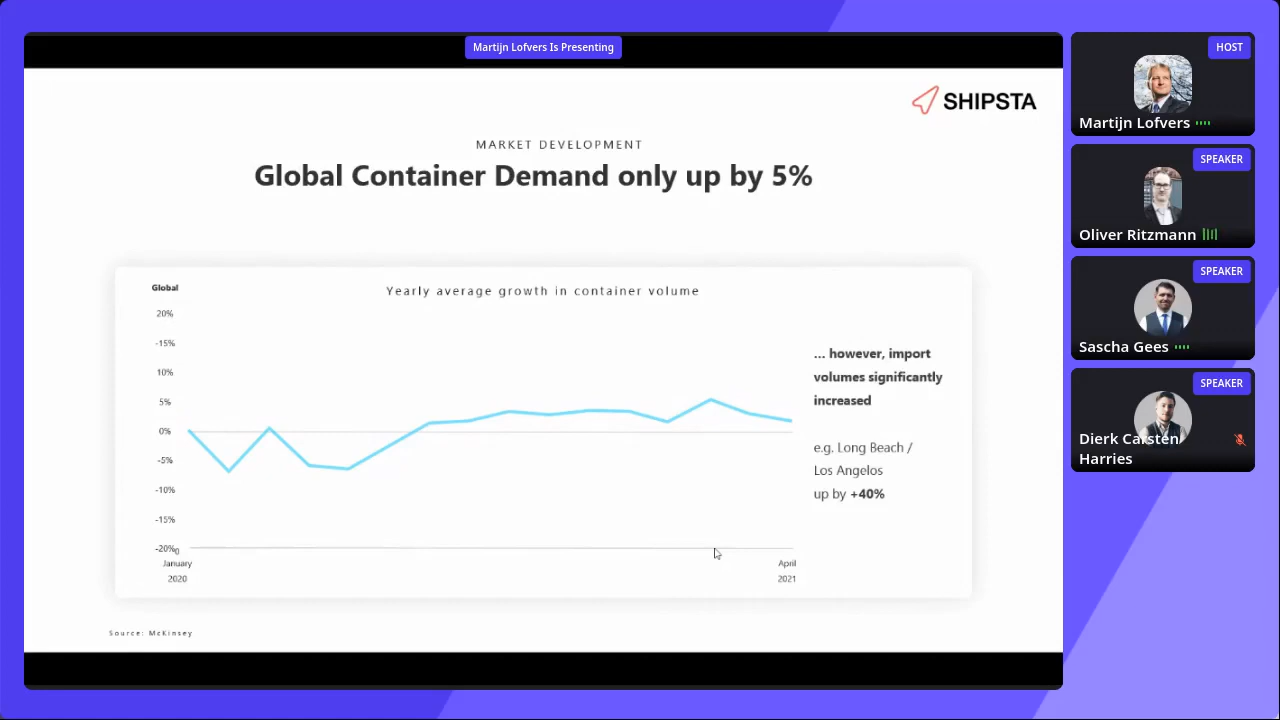 Martijn Lofvers Is Presenting
SHIPSTA
MARKET DEVELOPMENT
Global Container Demand only up by 5%
Global
Yearly average growth in container volume
20%
-15%
10%
5%
0%
-5%
-10%
-15%
-20%
0
January
2020
April
2021
... however, import
volumes significantly
increased
e.g. Long Beach /
Los Angelos
up by +40%
Source: McKinsey
HOST
Martijn Lofvers
SPEAKER
Oliver Ritzmann
SPEAKER
Sascha Gees
SPEAKER
Dierk Carsten
Harries